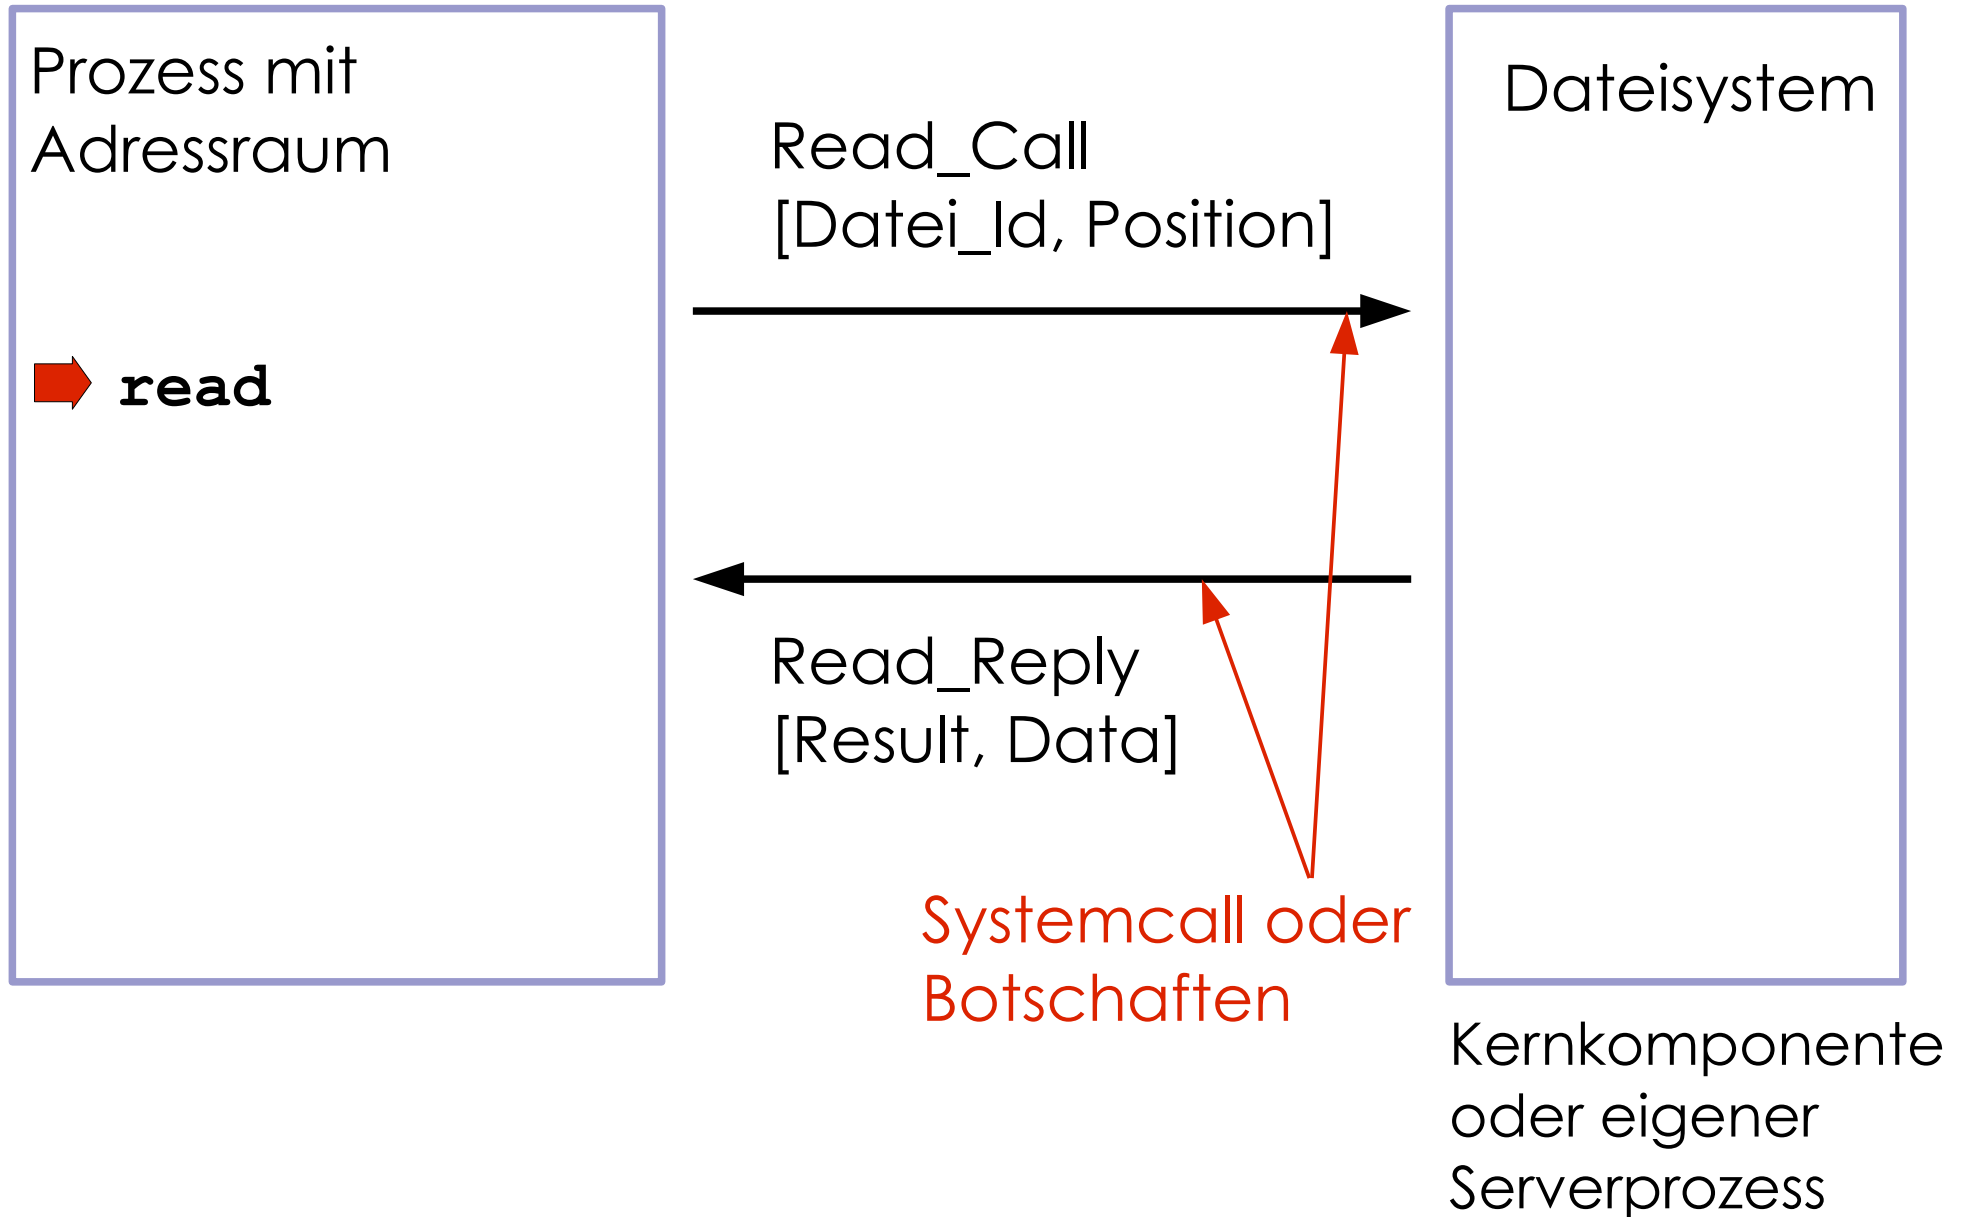 Prozess mit
Adressraum
read
Read_Call
[Datei_Id, Position]
Read_Reply
[Result, Data]
Systemcall oder
Botschaften
Dateisystem
Kernkomponente
oder eigener
Serverprozess